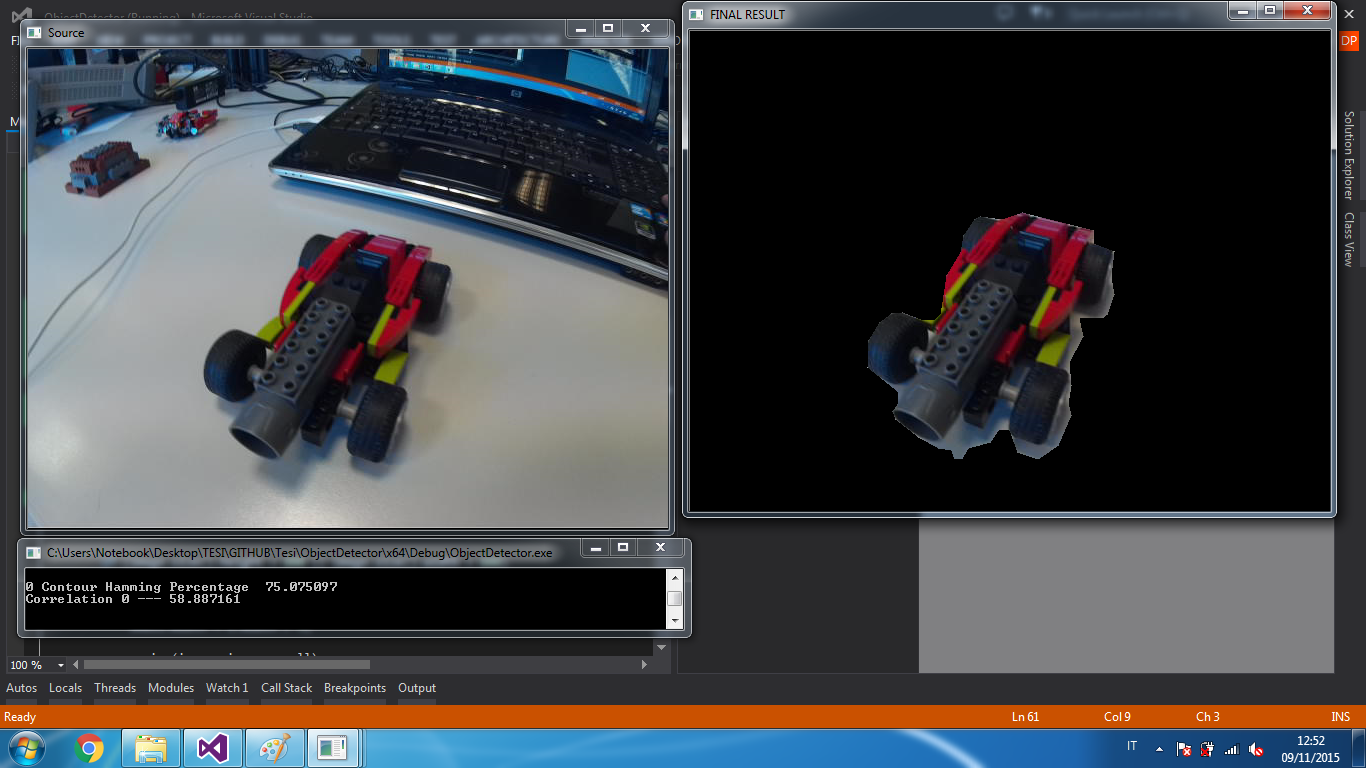 ObjectDetector (Running) - Microsoft Visual Studio
Source
FINAL RESULT
DP
Solution Explorer
Class View
C:\Users\Notebook\Desktop\TESI\GITHUB\Tesi\ObjectDetector\x64\Debug\ObjectDetector.exe
0 Contour Hamming Percentage 75.075097
Correlation 0 --- 58.887161
100 %
Autos Locals Threads Modules Watch 1 Call Stack Breakpoints Output
Ready Ln 61 Col 9 Ch 3 INS
IT 12:52
09/11/2015